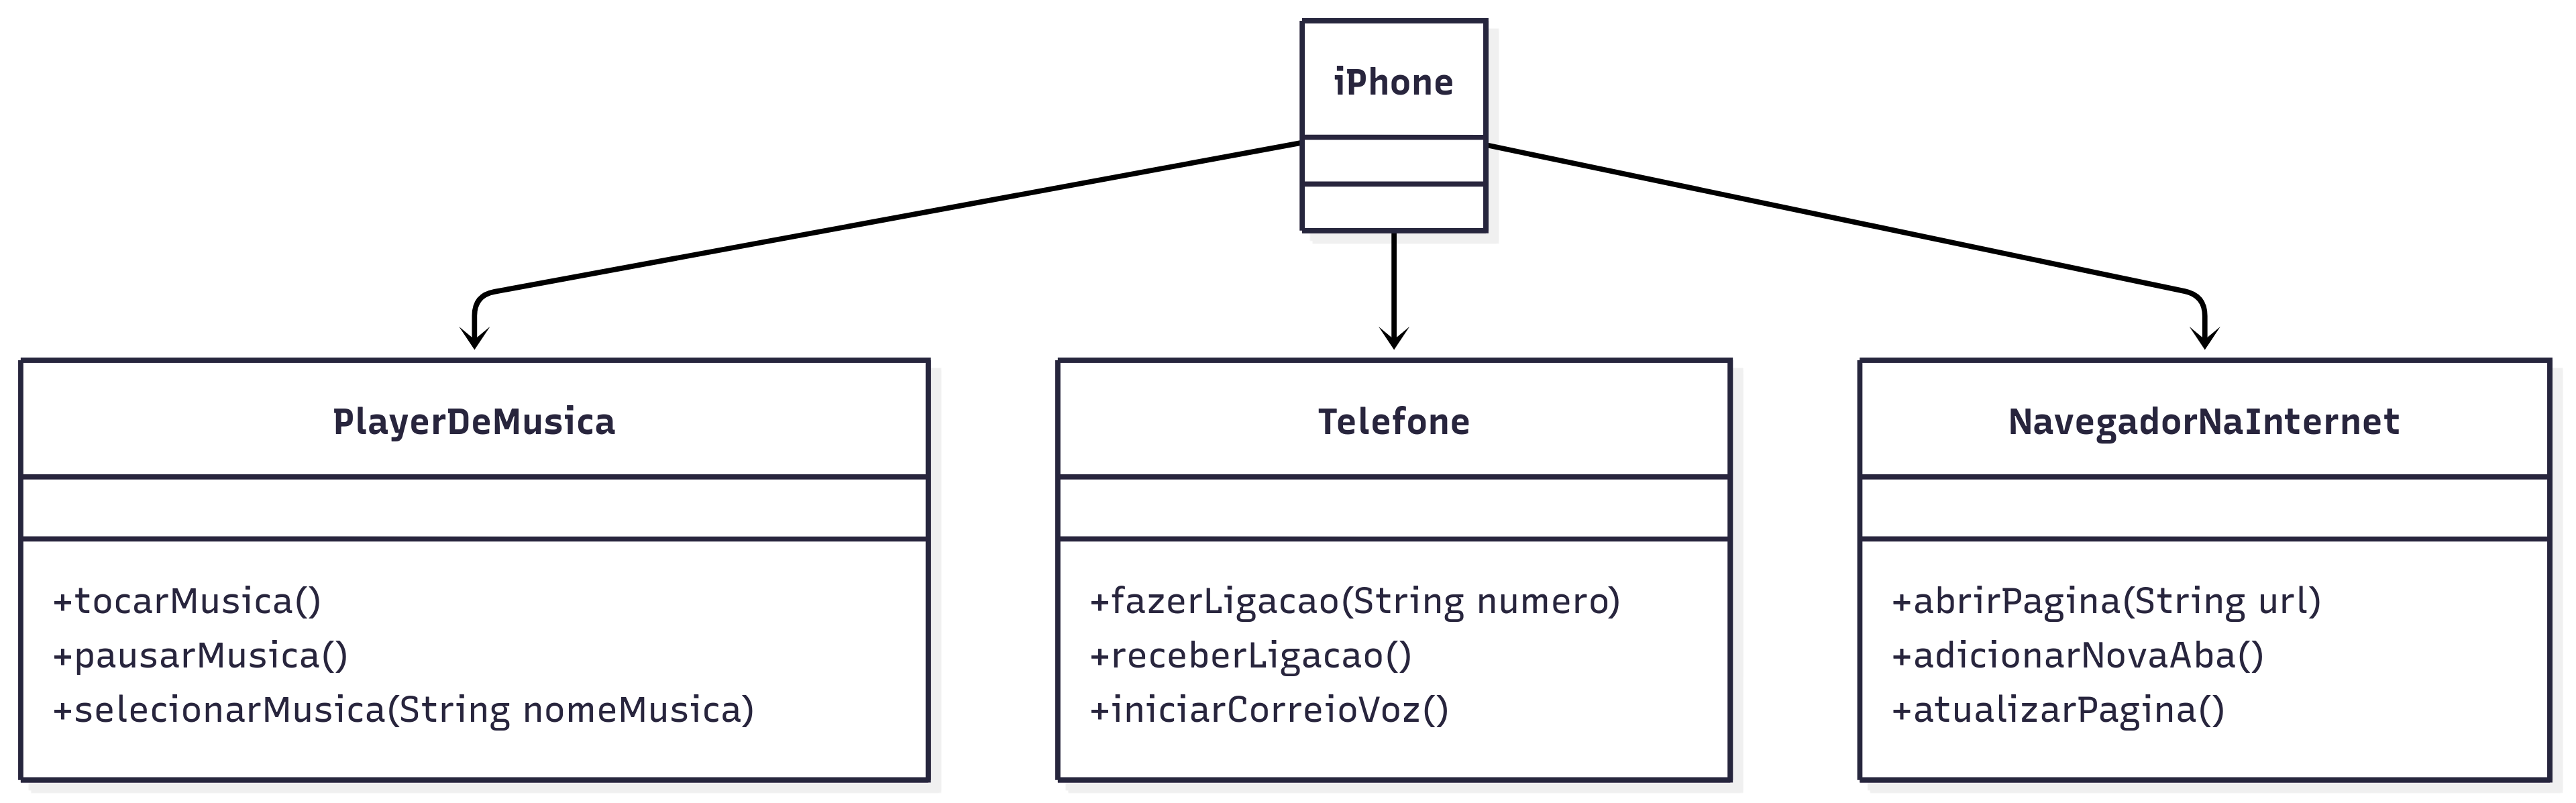 iPhone
PlayerDeMusica
+tocarMusica()
+pausarMusica()
+selecionarMusica(String nomeMusica)
Telefone
+fazerLigacao(String numero)
+receberLigacao()
+iniciarCorreioVoz()
NavegadorNaInternet
+abrirPagina(String url)
+adicionarNovaAba()
+atualizarPagina()